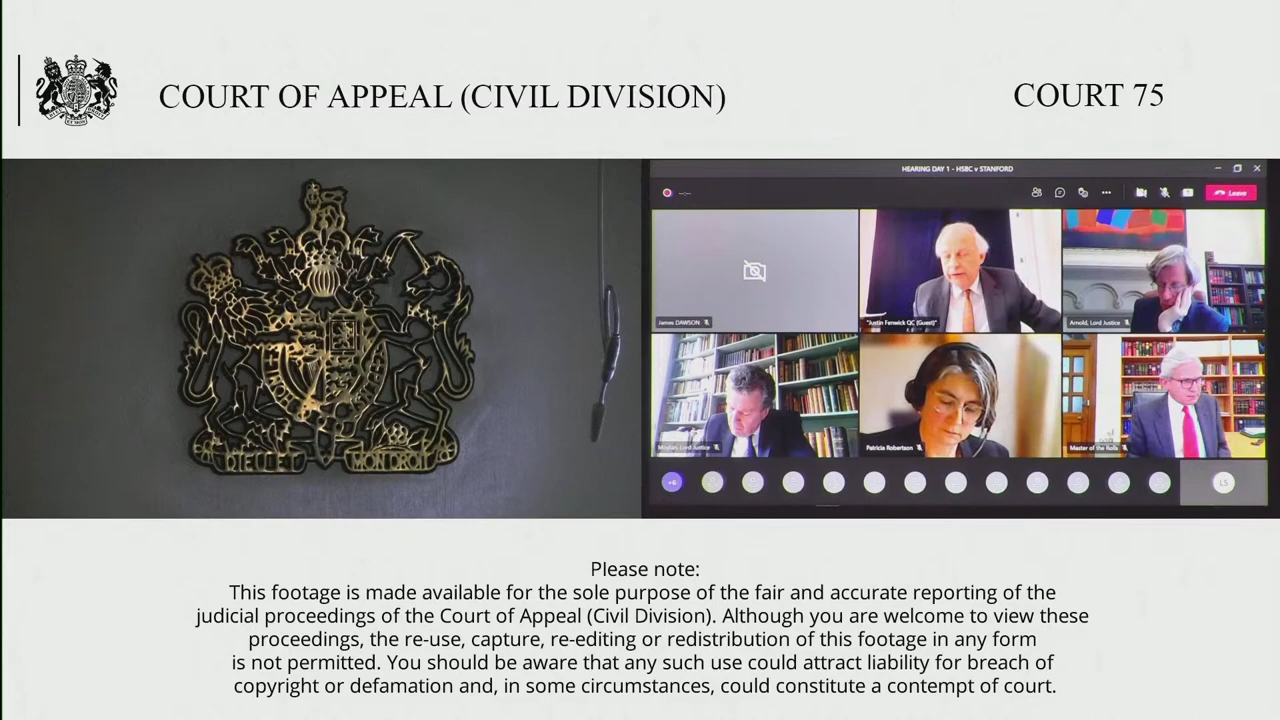 COURT OF APPEAL (CIVIL DIVISION)
COURT 75
HEARING DAY 1 - HSBC v STANFORD
Leave
James DAWSON
"Justin Fenwick QC (Guest)"
Arnold, Lord Justice
Lord Justice
Patricia Robertson
Master of the Rolls
+6
LS
DIEU ET
MON DROIT
Please note:
This footage is made available for the sole purpose of the fair and accurate reporting of the
judicial proceedings of the Court of Appeal (Civil Division). Although you are welcome to view these
proceedings, the re-use, capture, re-editing or redistribution of this footage in any form
is not permitted. You should be aware that any such use could attract liability for breach of
copyright or defamation and, in some circumstances, could constitute a contempt of court.